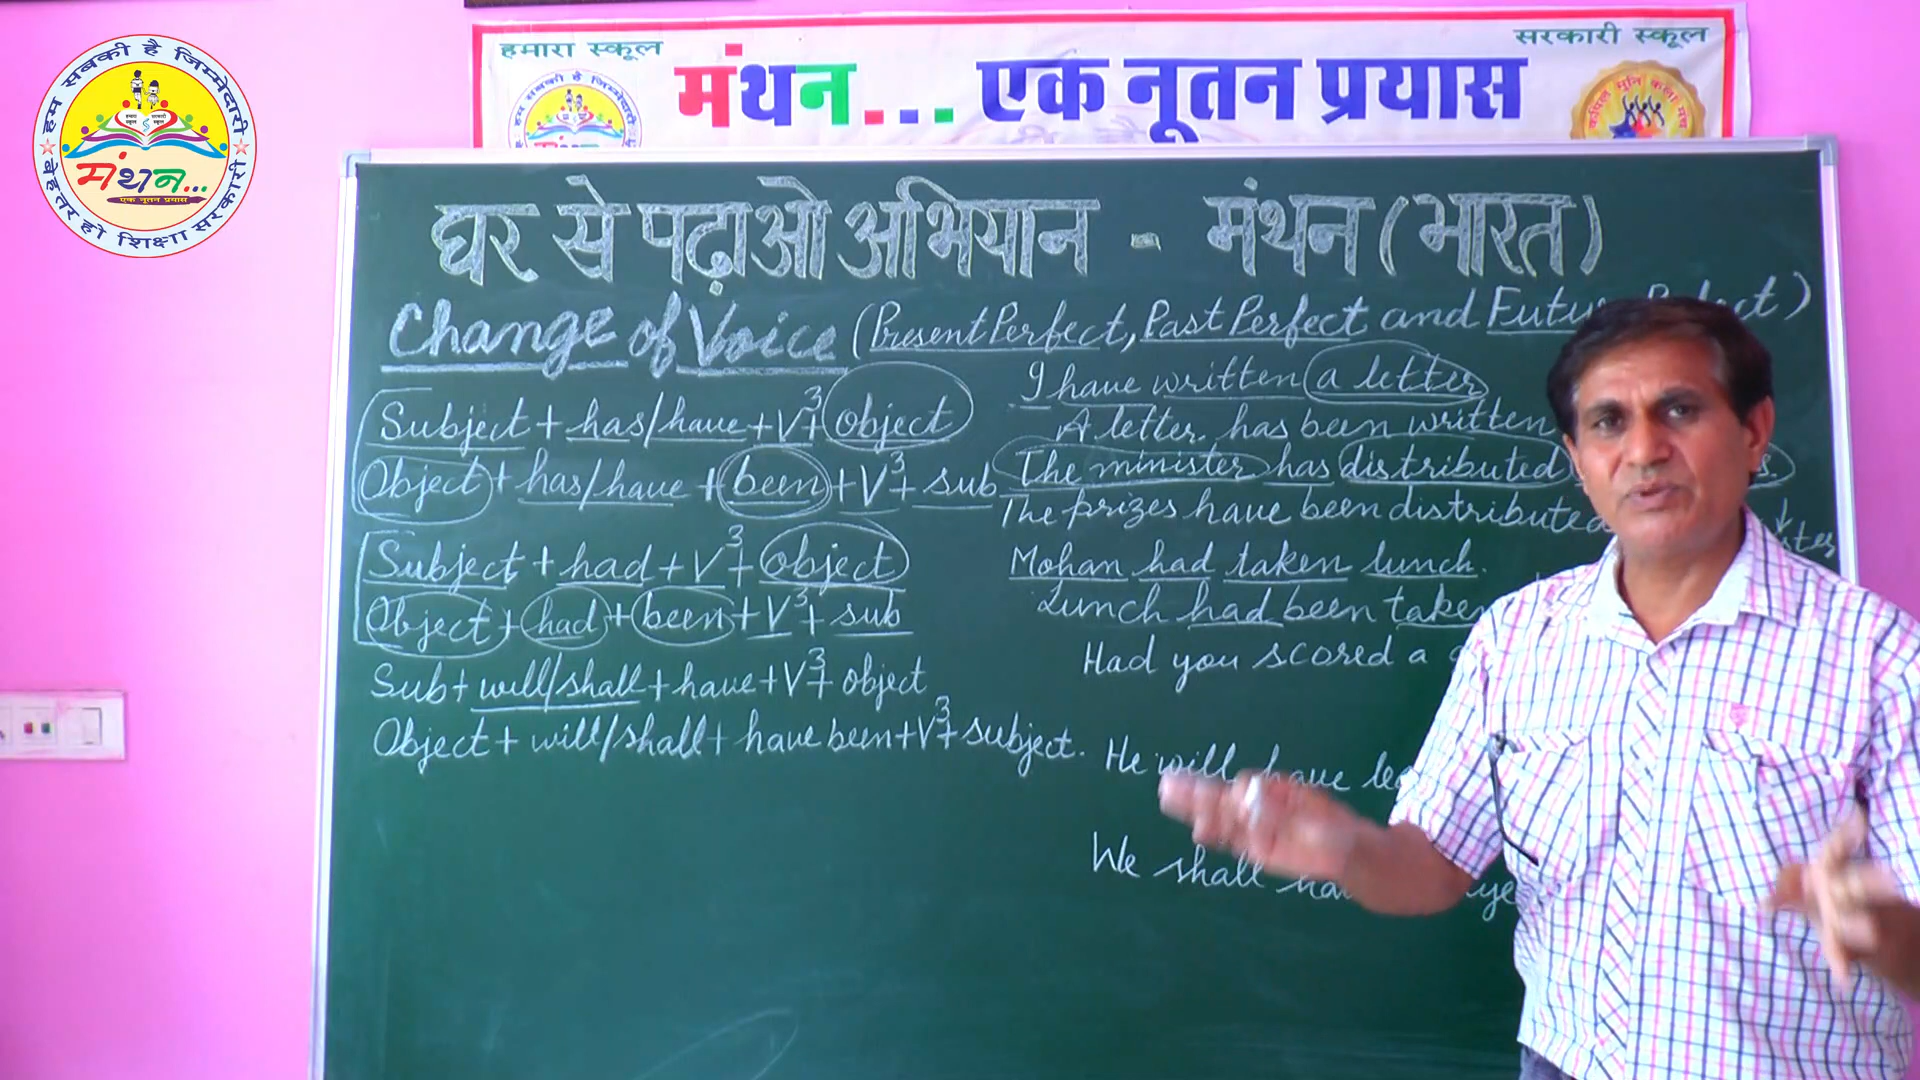 हम सबकी है जिम्मेदारी
बेहतर हो शिक्षा सरकारी
मंथन...
एक नूतन प्रयास
हमारा स्कूल
सरकारी स्कूल
मंथन... एक नूतन प्रयास
हम सबकी है जिम्मेदारी
कपिल मुनि कला मंच
घर से पढ़ाओ अभियान - मंथन (भारत)
Change of Voice (Present Perfect, Past Perfect and
Subject + has/have + V3 + object
Object + has/have + been + V3 + sub
Subject + had + V3 + object
Object + had + been + V3 + sub
Sub + will/shall + have + V3 + object
Object + will/shall + have been + V3 + subject.
I have written a letter
A letter has been written
The minister has distributed
The prizes have been distributed
Mohan had taken lunch.
Lunch had been taken
Had you scored a
He will have
We shall